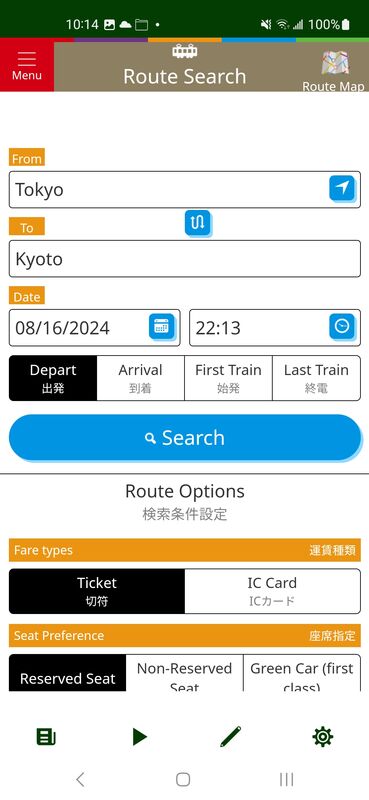 10:14 100%
Menu
Route Search
Route Map
From
Tokyo
To
Kyoto
Date
08/16/2024 22:13
Depart Arrival First Train Last Train
出発 到着 始発 終電
Search
Route Options
検索条件設定
Fare types 運賃種類
Ticket IC Card
切符 ICカード
Seat Preference 座席指定
Reserved Seat Non-Reserved Seat Green Car (first class)